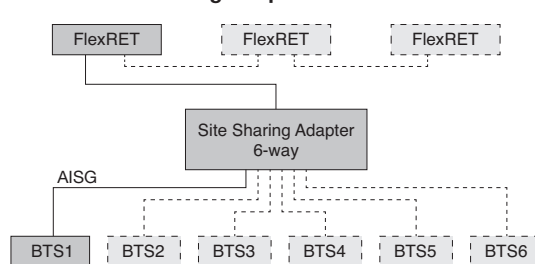 FlexRET FlexRET FlexRET
Site Sharing Adapter
6-way
AISG
BTS1 BTS2 BTS3 BTS4 BTS5 BTS6